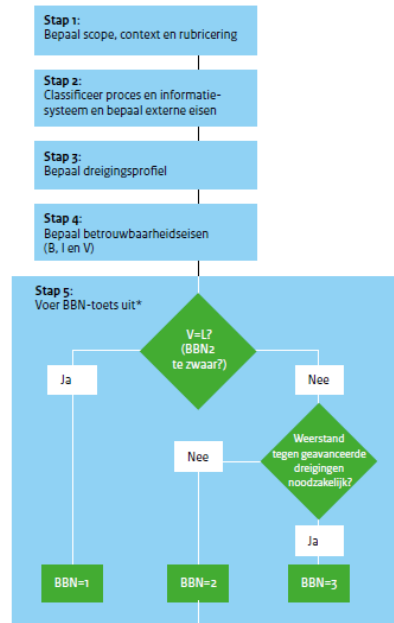 Stap 1:
Bepaal scope, context en rubricering
Stap 2:
Classificeer proces en informatie-
systeem en bepaal externe eisen
Stap 3:
Bepaal dreigingsprofiel
Stap 4:
Bepaal betrouwbaarheidseisen
(B, I en V)
Stap 5:
Voer BBN-toets uit*
V=L?
(BBN2
te zwaar?)
Ja
Nee
Nee
Weerstand
tegen geavanceerde
dreigingen
noodzakelijk?
Ja
BBN=1
BBN=2
BBN=3